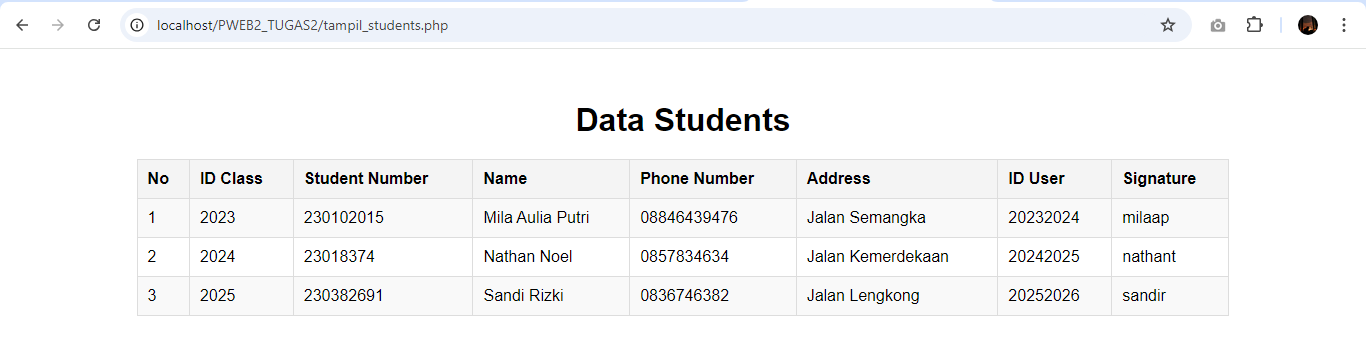 localhost/PWEB2_TUGAS2/tampil_students.php
Data Students
No ID Class Student Number Name Phone Number Address ID User Signature
1 2023 230102015 Mila Aulia Putri 08846439476 Jalan Semangka 20232024 milaap
2 2024 23018374 Nathan Noel 0857834634 Jalan Kemerdekaan 20242025 nathant
3 2025 230382691 Sandi Rizki 0836746382 Jalan Lengkong 20252026 sandir